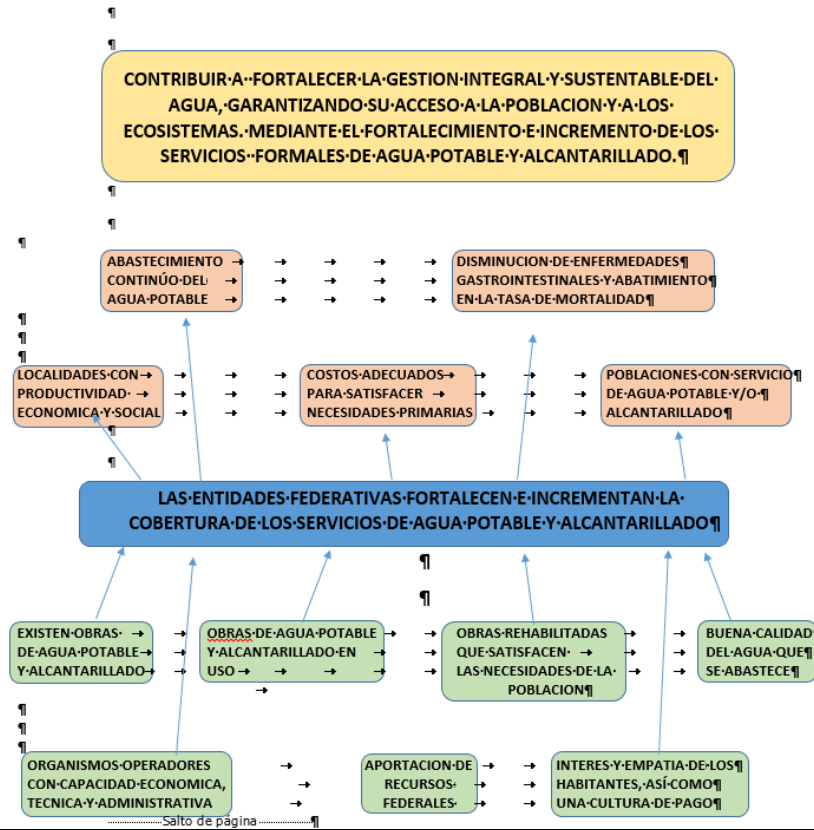 CONTRIBUIR A FORTALECER LA GESTION INTEGRAL Y SUSTENTABLE DEL
AGUA, GARANTIZANDO SU ACCESO A LA POBLACION Y A LOS
ECOSISTEMAS. MEDIANTE EL FORTALECIMIENTO E INCREMENTO DE LOS
SERVICIOS FORMALES DE AGUA POTABLE Y ALCANTARILLADO.
ABASTECIMIENTO
CONTINÚO DEL
AGUA POTABLE
DISMINUCION DE ENFERMEDADES
GASTROINTESTINALES Y ABATIMIENTO
EN LA TASA DE MORTALIDAD
LOCALIDADES CON
PRODUCTIVIDAD
ECONOMICA Y SOCIAL
COSTOS ADECUADOS
PARA SATISFACER
NECESIDADES PRIMARIAS
POBLACIONES CON SERVICIO
DE AGUA POTABLE Y/O
ALCANTARILLADO
LAS ENTIDADES FEDERATIVAS FORTALECEN E INCREMENTAN LA
COBERTURA DE LOS SERVICIOS DE AGUA POTABLE Y ALCANTARILLADO
EXISTEN OBRAS
DE AGUA POTABLE
Y ALCANTARILLADO
OBRAS DE AGUA POTABLE
Y ALCANTARILLADO EN
USO
OBRAS REHABILITADAS
QUE SATISFACEN
LAS NECESIDADES DE LA
POBLACION
BUENA CALIDAD
DEL AGUA QUE
SE ABASTECE
ORGANISMOS OPERADORES
CON CAPACIDAD ECONOMICA,
TECNICA Y ADMINISTRATIVA
APORTACION DE
RECURSOS
FEDERALES
INTERES Y EMPATIA DE LOS
HABITANTES, ASÍ COMO
UNA CULTURA DE PAGO
Salto de página